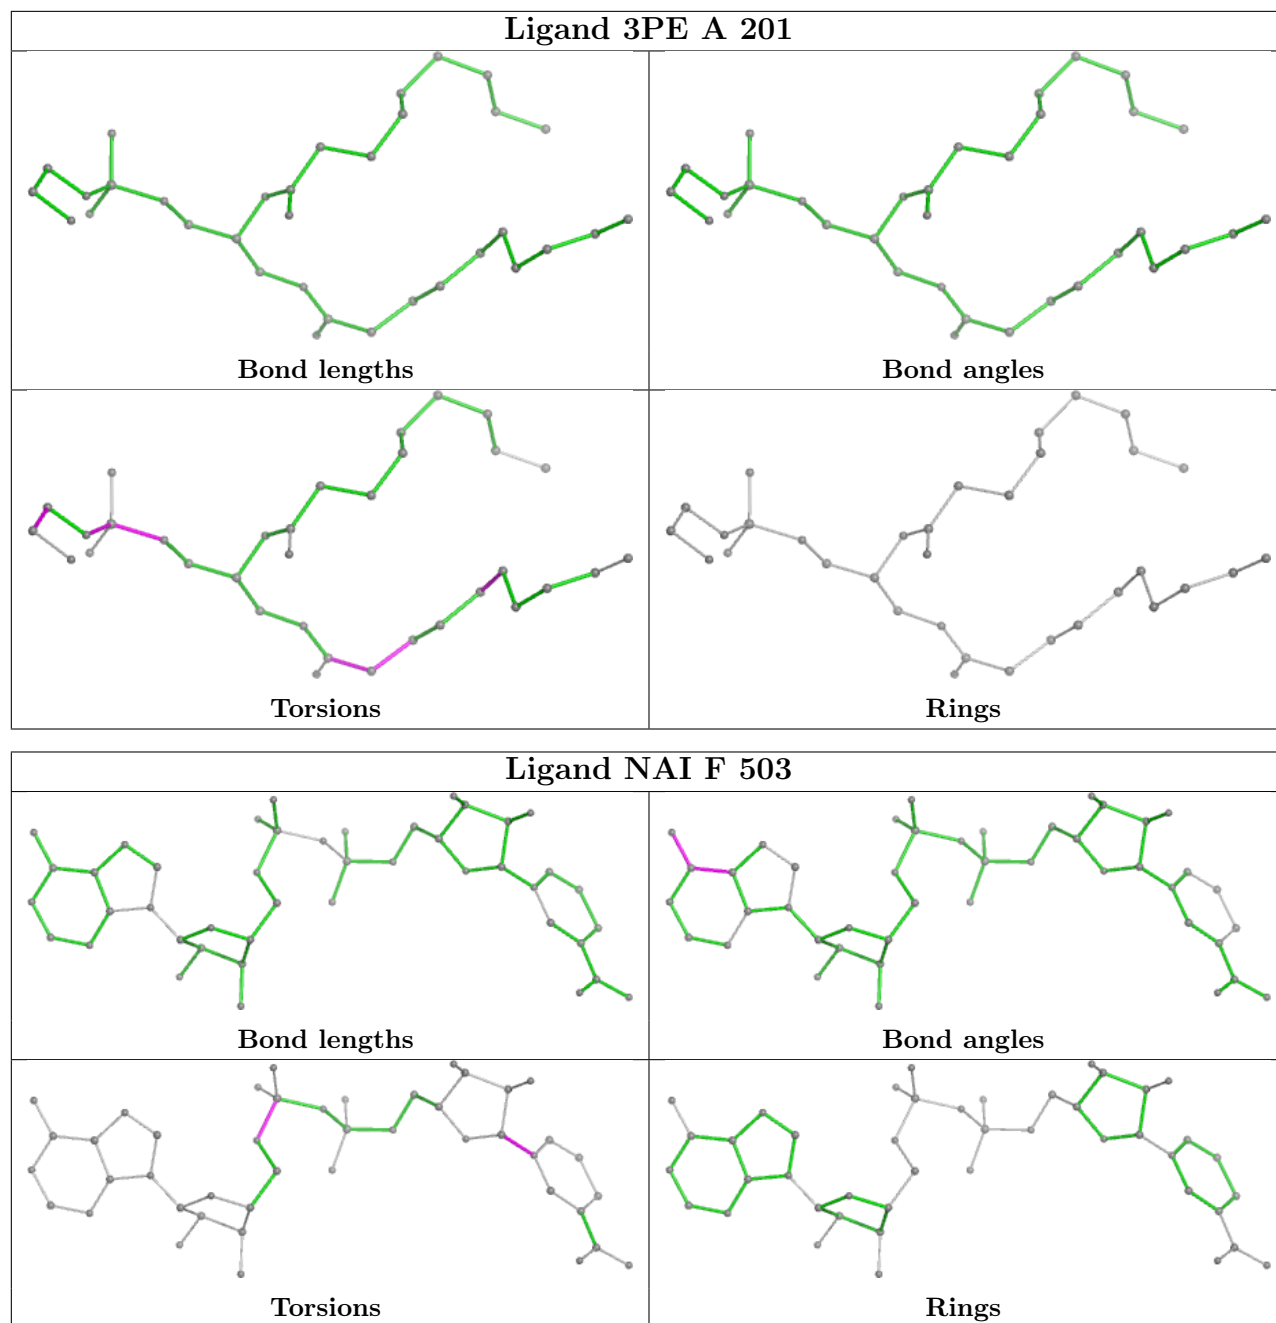 Ligand 3PE A 201
Bond lengths
Bond angles
Torsions
Rings
Ligand NAI F 503
Bond lengths
Bond angles
Torsions
Rings